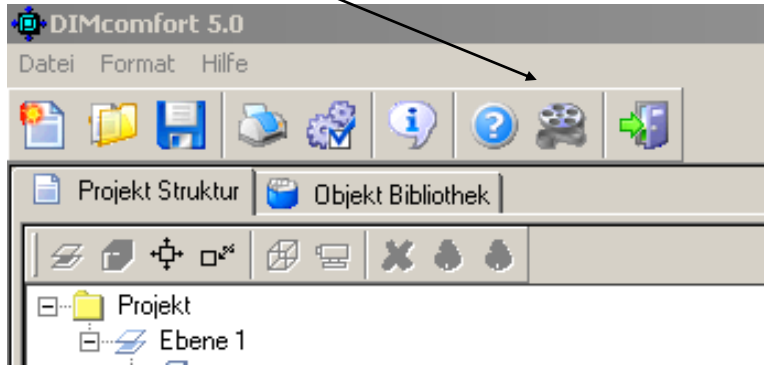 DIMcomfort 5.0
Datei Format Hilfe
Projekt Struktur Objekt Bibliothek
Projekt
Ebene 1